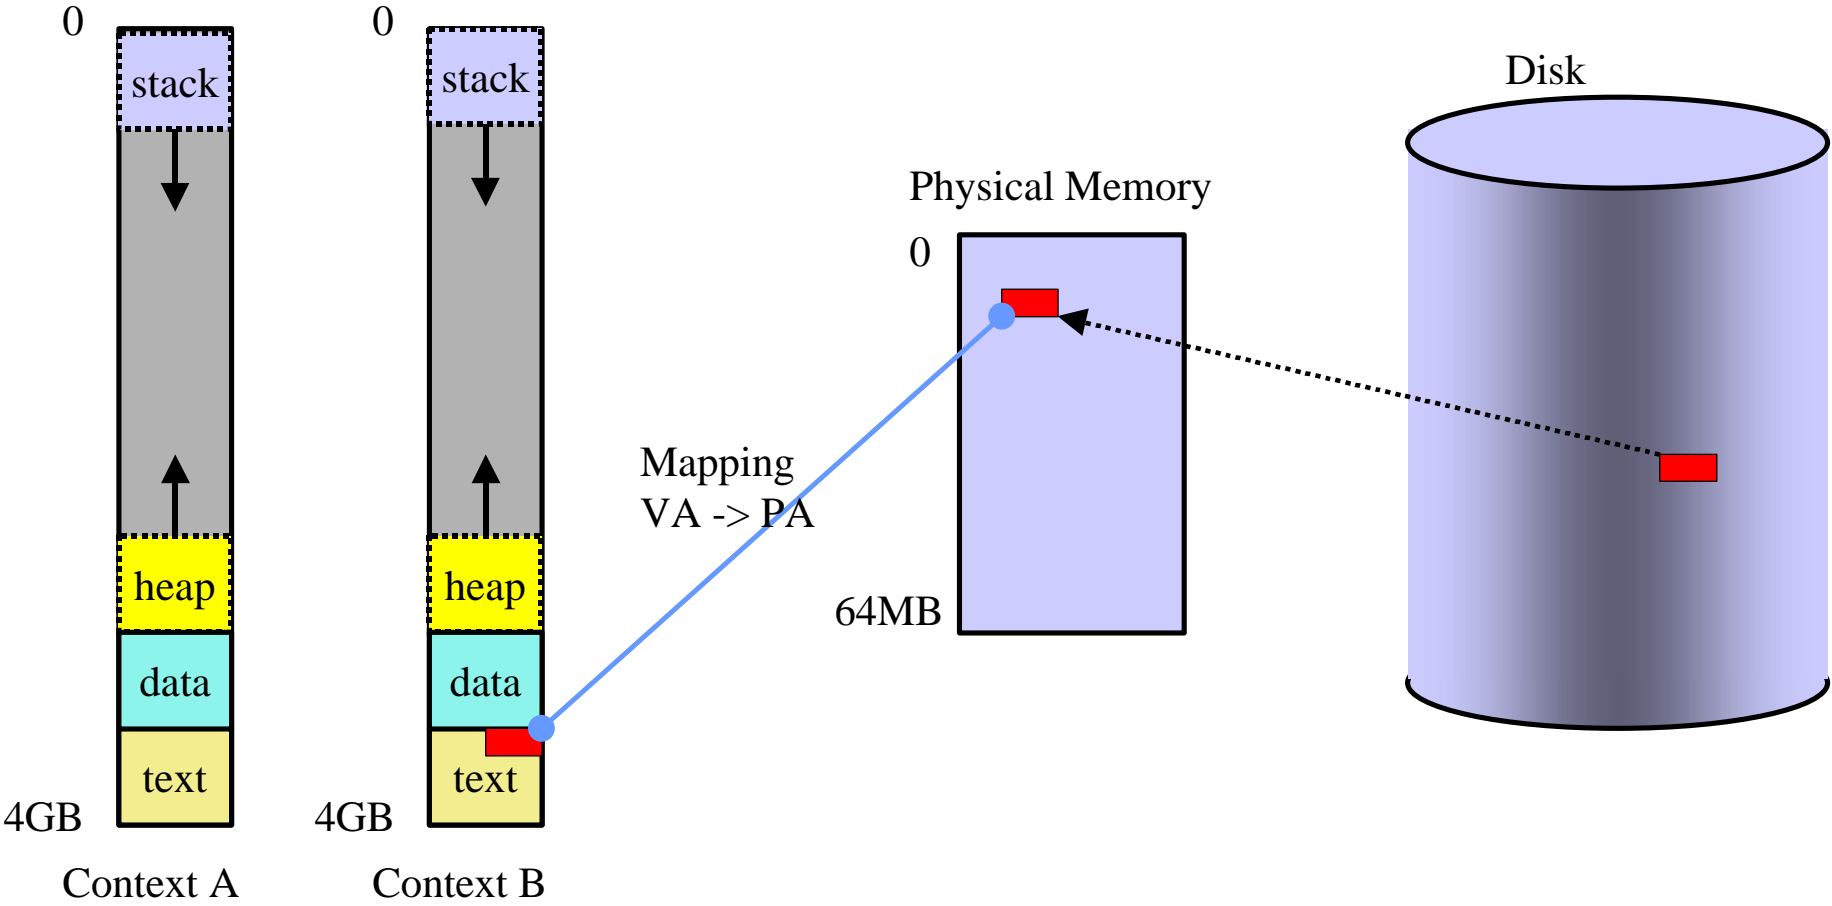 0
stack
heap
data
text
4GB
Context A
0
stack
heap
data
text
4GB
Context B
Mapping
VA -> PA
Physical Memory
0
64MB
Disk